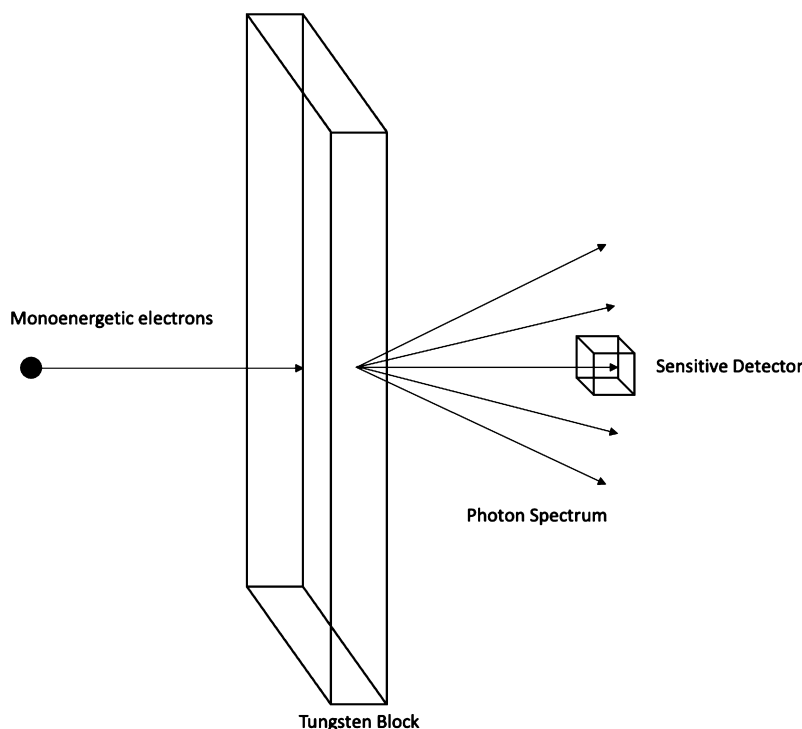 Monoenergetic electrons
Sensitive Detector
Photon Spectrum
Tungsten Block